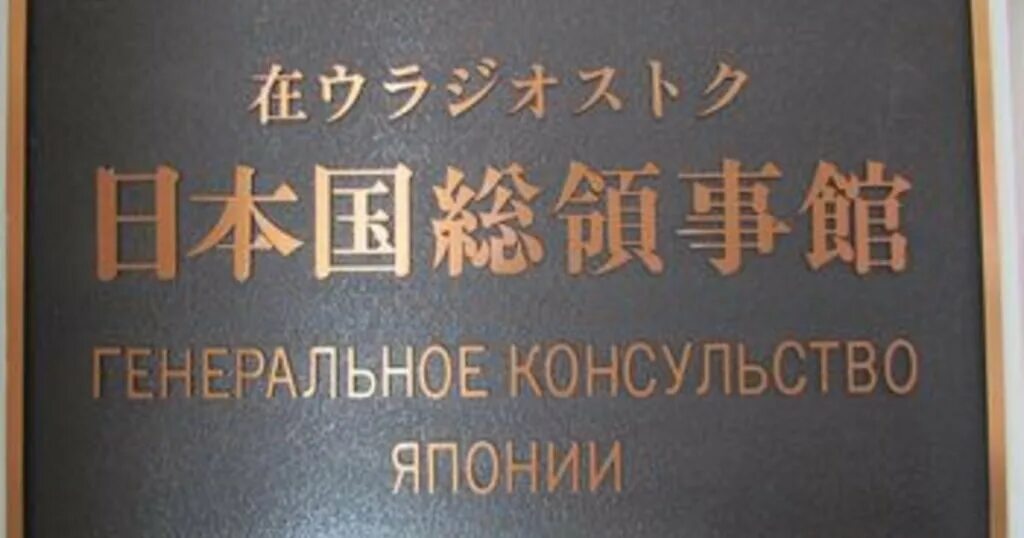 在ウラジオストク
日本国総領事館
ГЕНЕРАЛЬНОЕ КОНСУЛЬСТВО
ЯПОНИИ